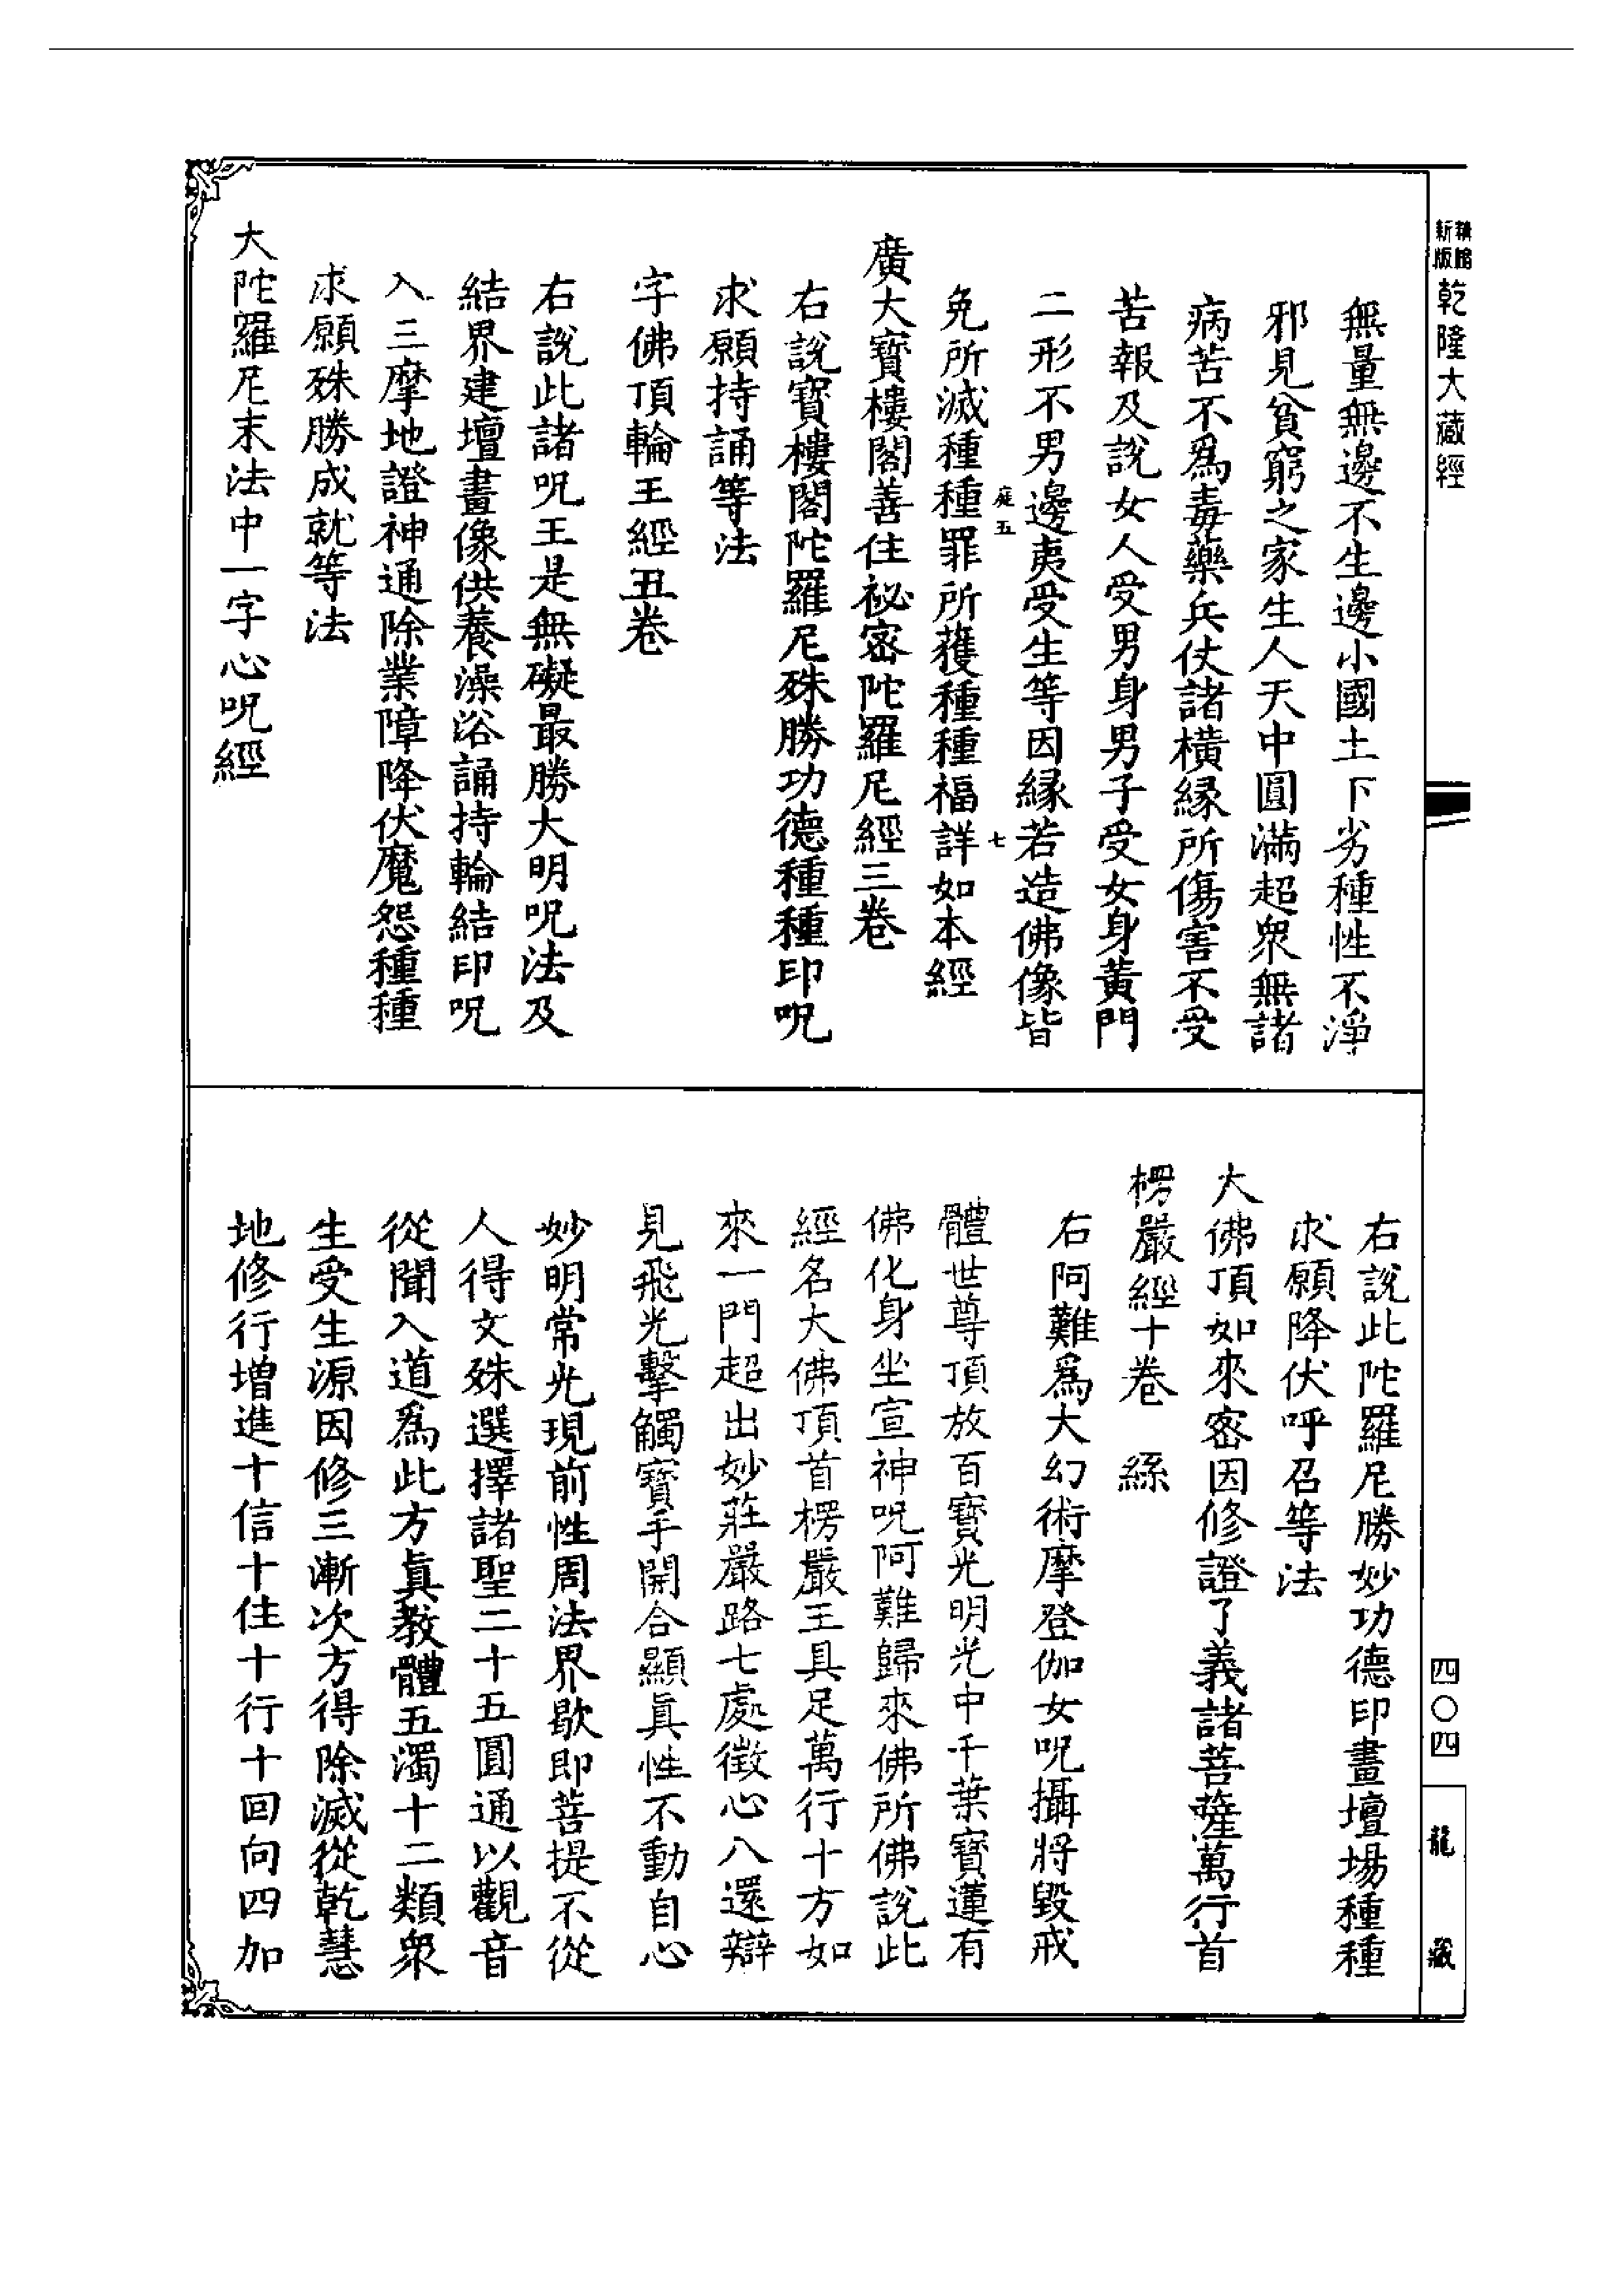 新版
乾隆大藏經
無量無邊不生邊小國土下劣種性不淨
邪見貧窮之家生人天中圓滿超眾無諸
病苦不為毒藥兵仗諸橫緣所傷害不受
苦報及說女人受男身男子受女身黃門
二形不男邊夷受生等因緣若造佛像皆
庭五
七
免所滅種種罪所獲種種福詳如本經
廣大寶樓閣善住祕密陀羅尼經三卷
右說寶樓閣陀羅尼殊勝功德種種印呪
求願持誦等法
字佛頂輪王經五卷
右說此諸呪王是無礙最勝大明呪法及
結界建壇畫像供養澡浴誦持輪結印呪
入三摩地證神通除業障降伏魔怨種種
求願殊勝成就等法
大陀羅尼末法中一字心呪經
右說此陀羅尼勝妙功德印畫壇場種種
求願降伏呼召等法
大佛頂如來密因修證了義諸菩薩萬行首
楞嚴經十卷 絲
右阿難為大幻術摩登伽女呪攝將毀戒
體世尊頂放百寶光明光中千葉寶蓮有
佛化身坐宣神呪阿難歸來佛所佛說此
經名大佛頂首楞嚴王具足萬行十方如
來一門超出妙莊嚴路七處徵心八還辯
見飛光擊觸寶手開合顯真性不動自心
妙明常光現前性周法界歇即菩提不從
人得文殊選擇諸聖二十五圓通以觀音
從聞入道為此方真教體五濁十二類眾
生受生源因修三漸次方得除滅從乾慧
地修行增進十信十住十行十回向四加
四〇四
龍藏